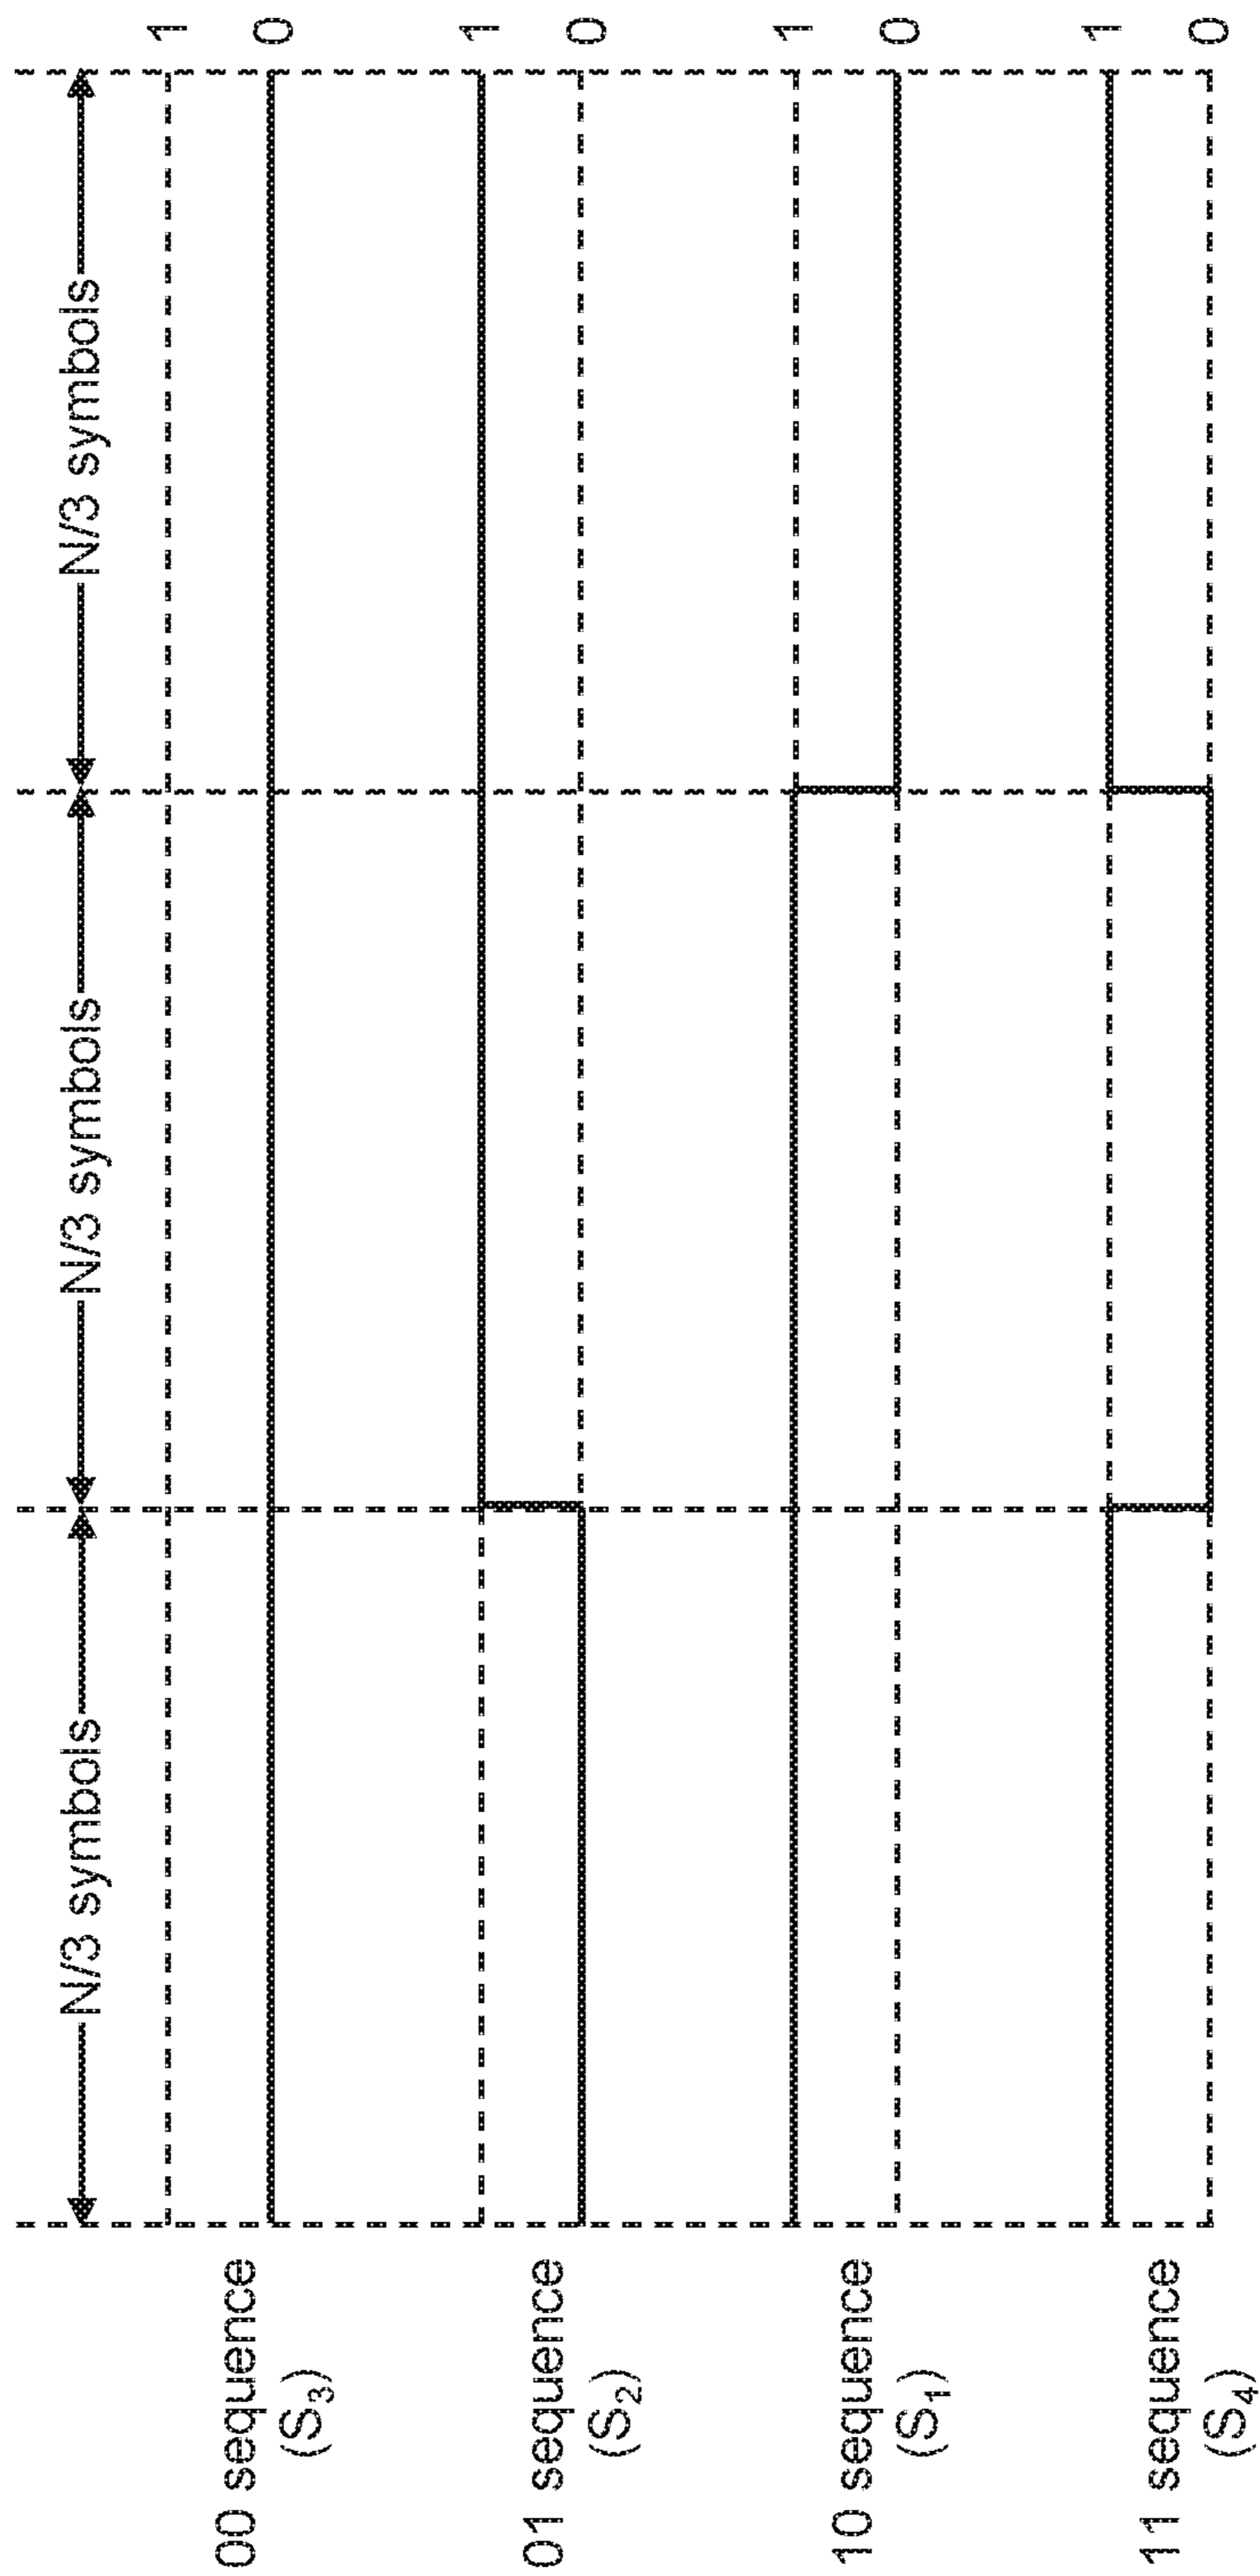 N/3 symbols
N/3 symbols
N/3 symbols
00 sequence
(S₃)
1
0
01 sequence
(S₂)
1
0
10 sequence
(S₁)
1
0
11 sequence
(S₄)
1
0